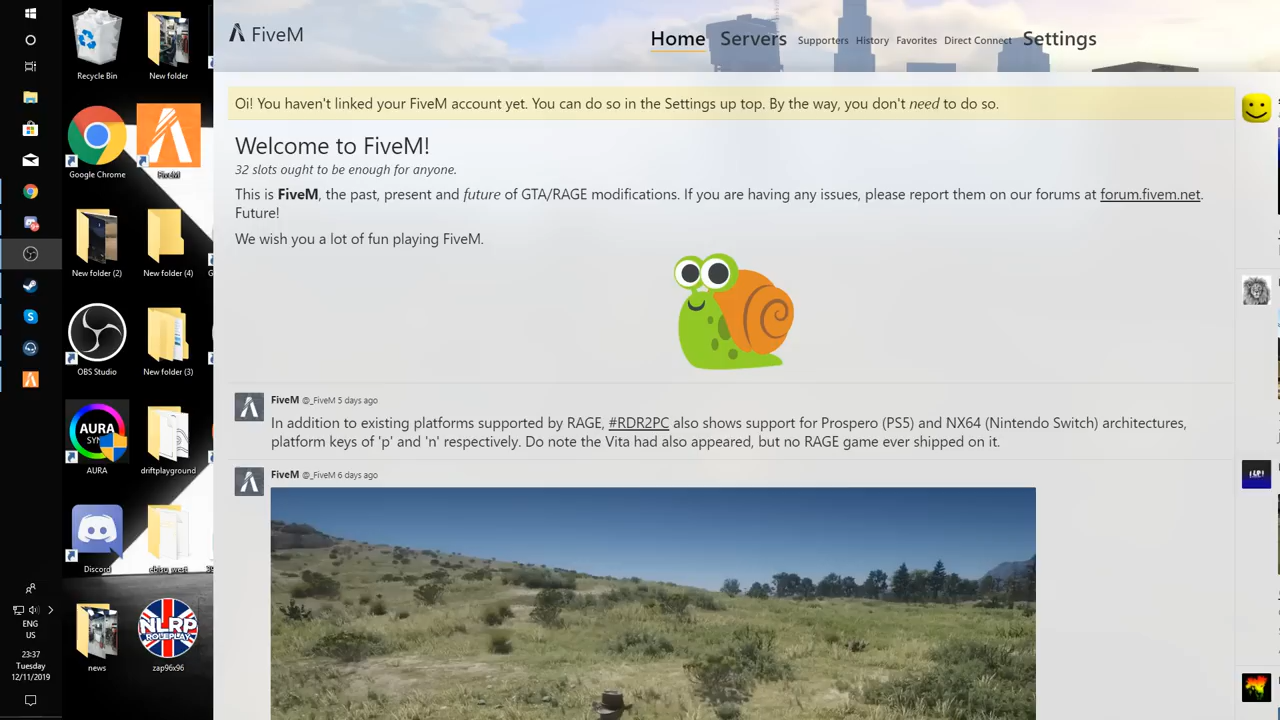 Recycle Bin
New folder
Google Chrome
FiveM
New folder (2)
New folder (4)
OBS Studio
New folder (3)
AURA
SYNC
AURA
driftplayground
Discord
ebbu_west
NLRP
ROLEPLAY
news
zap96x96
ENG
US
23:37
Tuesday
12/11/2019
FiveM
Home Servers Supporters History Favorites Direct Connect Settings
Oi! You haven't linked your FiveM account yet. You can do so in the Settings up top. By the way, you don't need to do so.
Welcome to FiveM!
32 slots ought to be enough for anyone.
This is FiveM, the past, present and future of GTA/RAGE modifications. If you are having any issues, please report them on our forums at forum.fivem.net.
Future!
We wish you a lot of fun playing FiveM.
FiveM @_FiveM 5 days ago
In addition to existing platforms supported by RAGE, #RDR2PC also shows support for Prospero (PS5) and NX64 (Nintendo Switch) architectures,
platform keys of 'p' and 'n' respectively. Do note the Vita had also appeared, but no RAGE game ever shipped on it.
FiveM @_FiveM 6 days ago